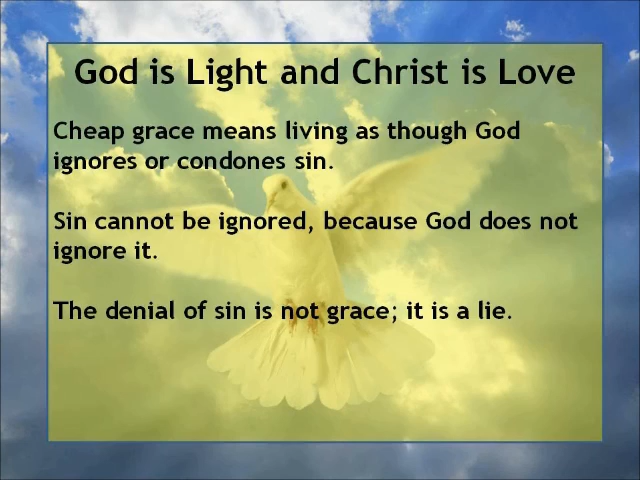 God is Light and Christ is Love
Cheap grace means living as though God
ignores or condones sin.
Sin cannot be ignored, because God does not
ignore it.
The denial of sin is not grace; it is a lie.